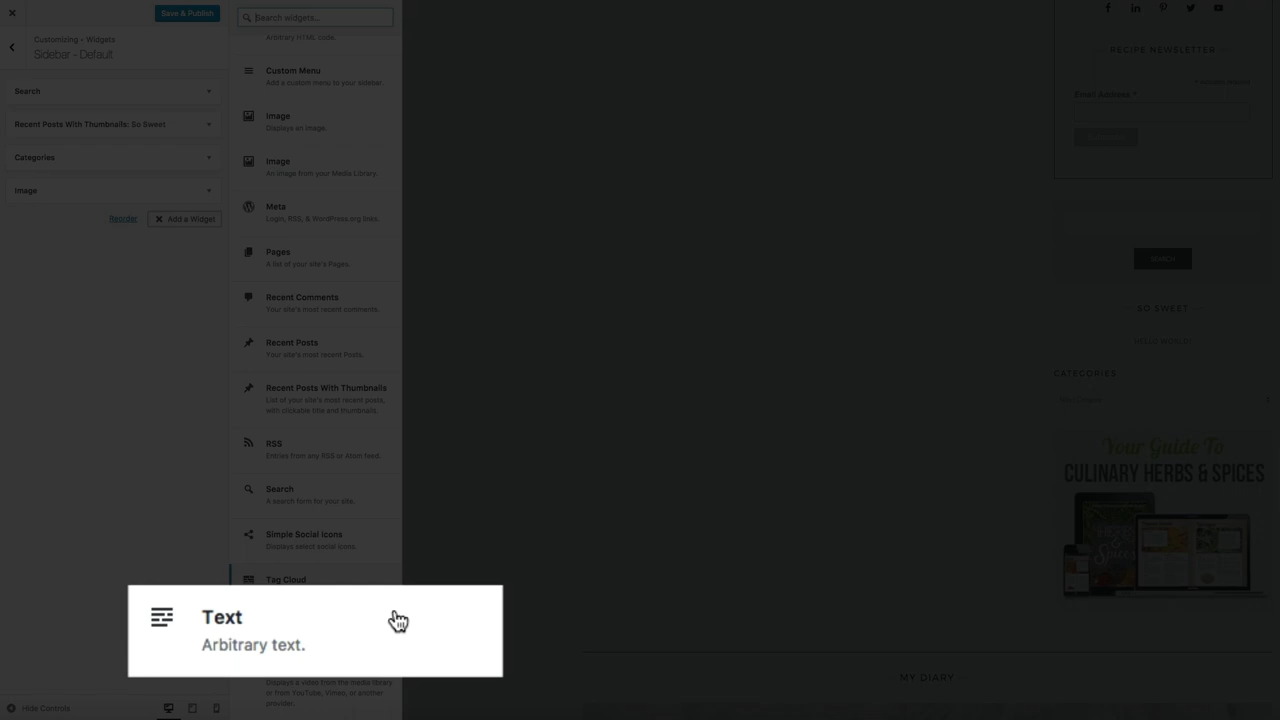 Save & Publish
Customizing ▸ Widgets
Sidebar - Default
Search
Recent Posts With Thumbnails: So Sweet
Categories
Image
Reorder
Add a Widget
Hide Controls
Search widgets...
Arbitrary HTML code.
Custom Menu
Add a custom menu to your sidebar.
Image
Displays an image.
Image
An image from your Media Library.
Meta
Login, RSS, & WordPress.org links.
Pages
A list of your site's Pages.
Recent Comments
Your site's most recent comments.
Recent Posts
Your site's most recent Posts.
Recent Posts With Thumbnails
List of your site's most recent posts,
with clickable title and thumbnails.
RSS
Entries from any RSS or Atom feed.
Search
A search form for your site.
Simple Social Icons
Displays select social icons.
Tag Cloud
Text
Arbitrary text.
Displays a video from the media library
or from YouTube, Vimeo, or another
provider.
RECIPE NEWSLETTER
Email Address *
SEARCH
SO SWEET
HELLO WORLD!
CATEGORIES
Your Guide To
CULINARY HERBS & SPICES
MY DIARY